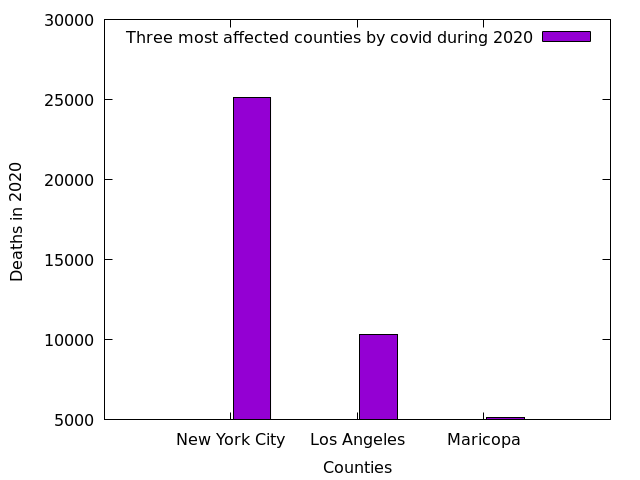 30000
Three most affected counties by covid during 2020
25000
20000
15000
10000
5000
Deaths in 2020
New York City Los Angeles Maricopa
Counties